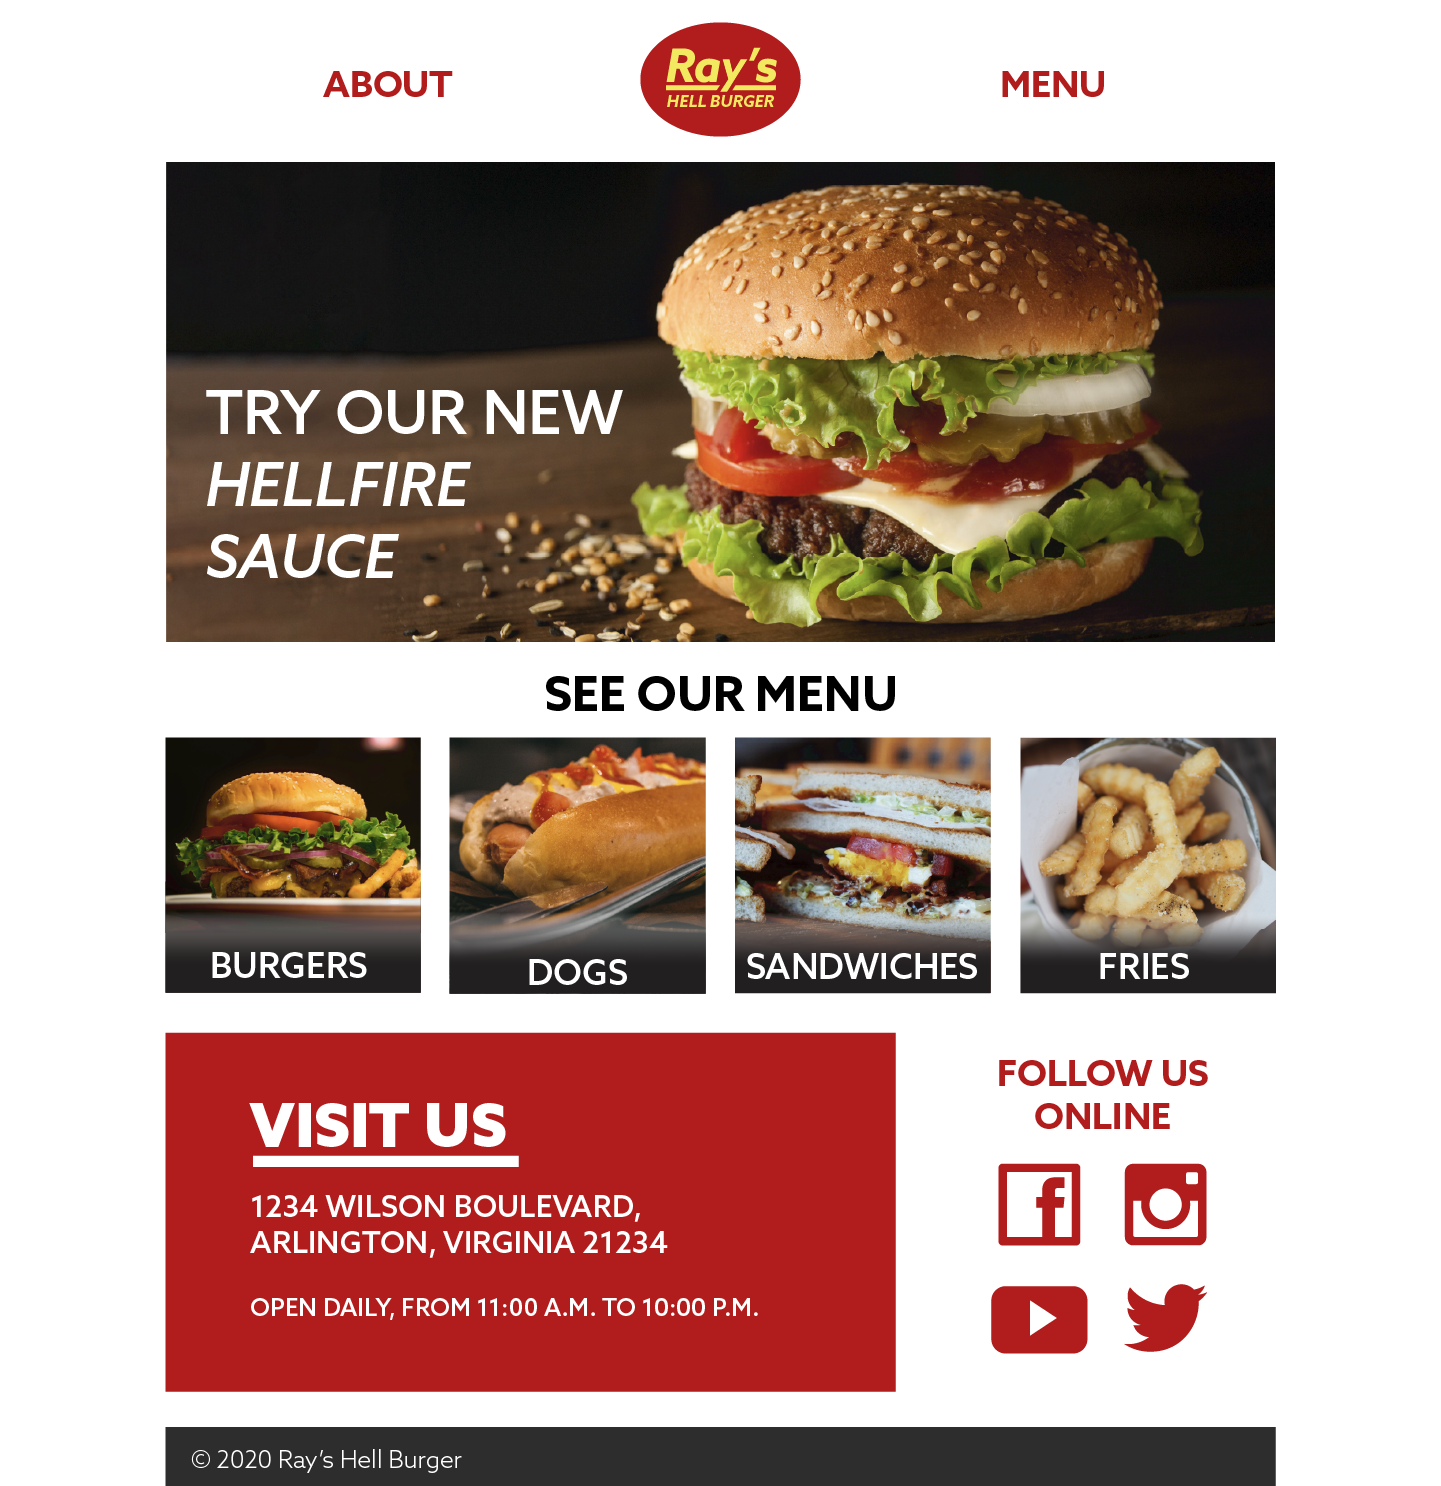 ABOUT
Ray's
HELL BURGER
MENU
TRY OUR NEW
HELLFIRE
SAUCE
SEE OUR MENU
BURGERS
DOGS
SANDWICHES
FRIES
VISIT US
1234 WILSON BOULEVARD,
ARLINGTON, VIRGINIA 21234
OPEN DAILY, FROM 11:00 A.M. TO 10:00 P.M.
FOLLOW US
ONLINE
© 2020 Ray's Hell Burger